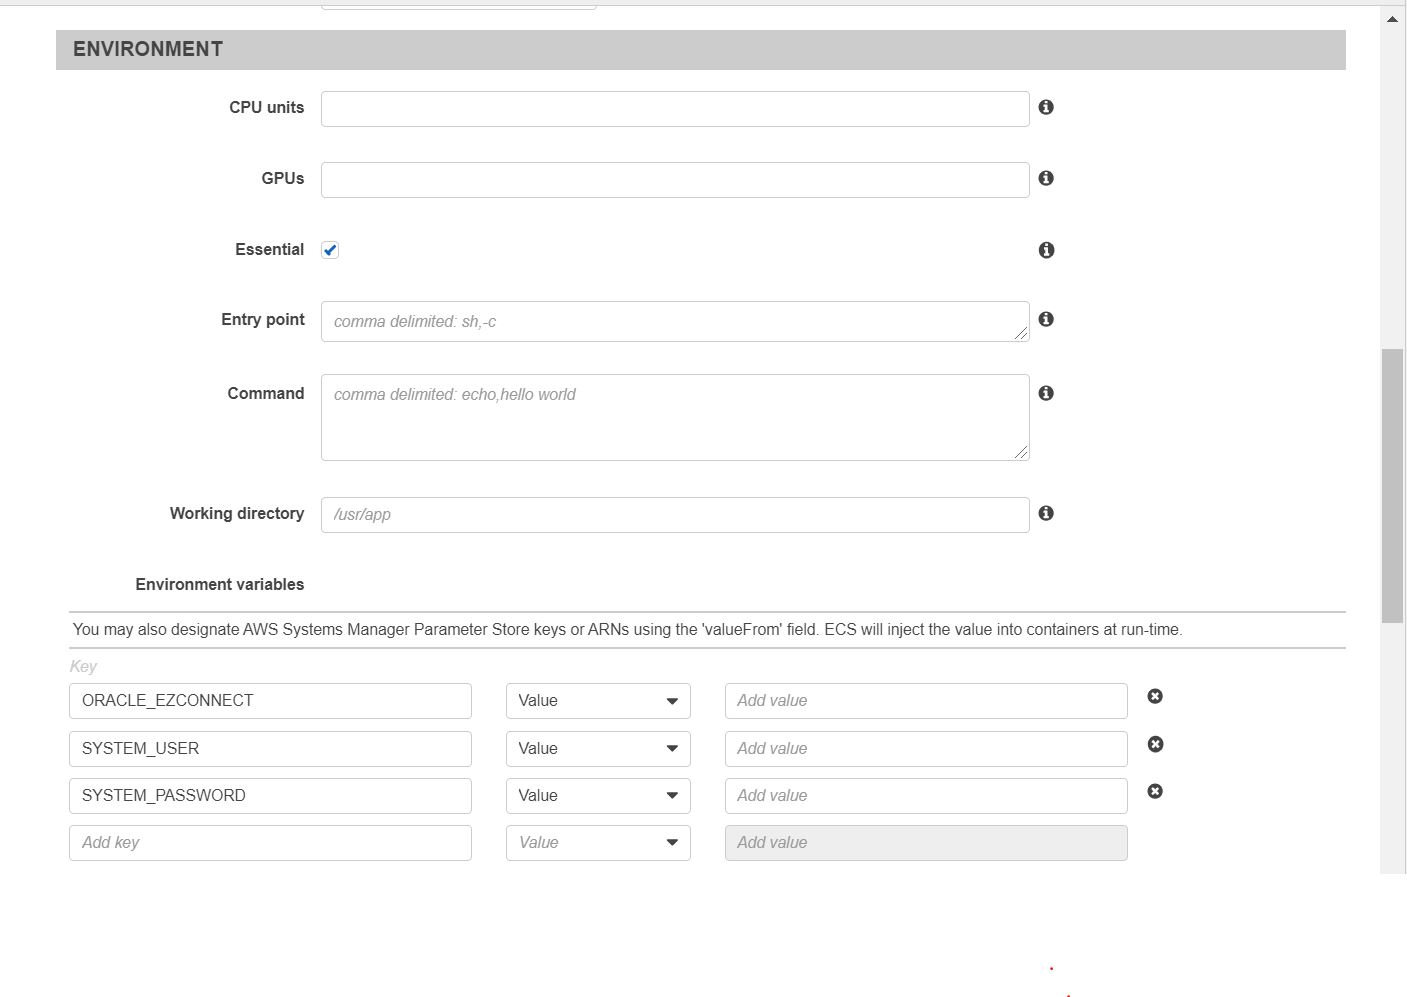 ENVIRONMENT
CPU units
GPUs
Essential
Entry point
comma delimited: sh,-c
Command
comma delimited: echo,hello world
Working directory
/usr/app
Environment variables
You may also designate AWS Systems Manager Parameter Store keys or ARNs using the 'valueFrom' field. ECS will inject the value into containers at run-time.
Key
ORACLE_EZCONNECT Value Add value
SYSTEM_USER Value Add value
SYSTEM_PASSWORD Value Add value
Add key Value Add value